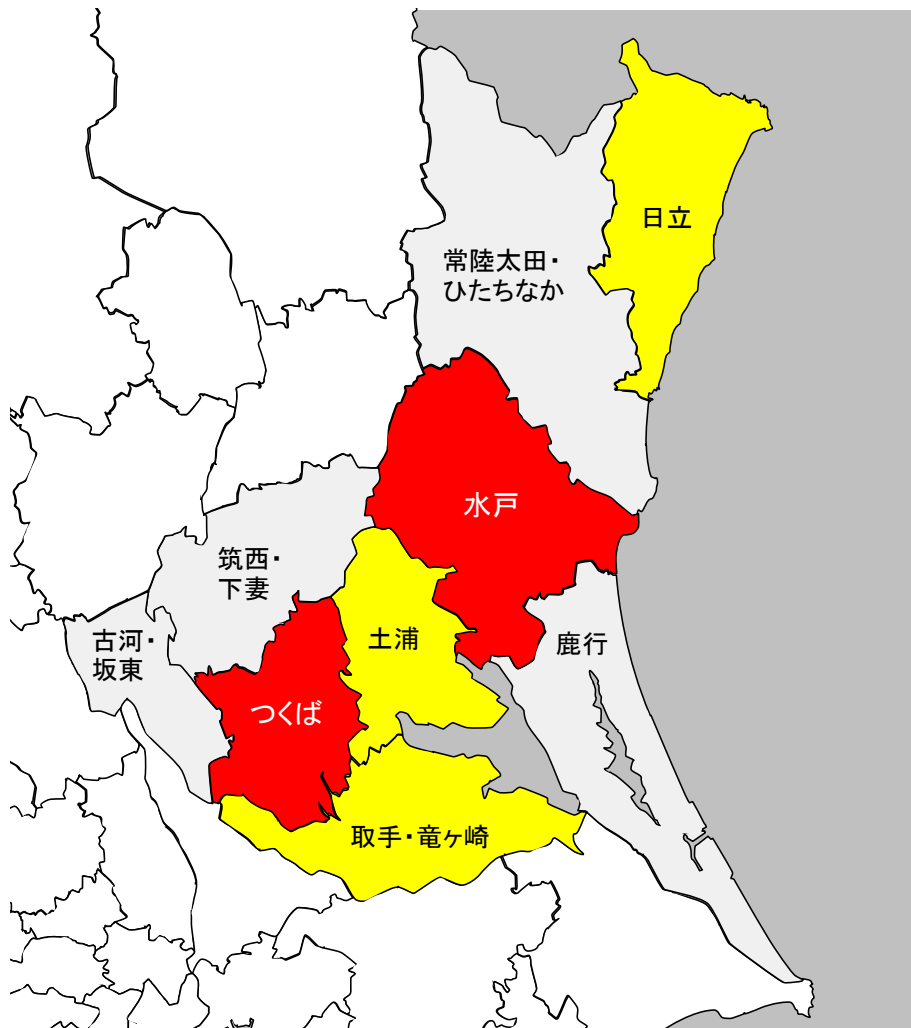 日立
常陸太田・
ひたちなか
水戸
筑西・
下妻
古河・
坂東
土浦
鹿行
つくば
取手・竜ヶ崎